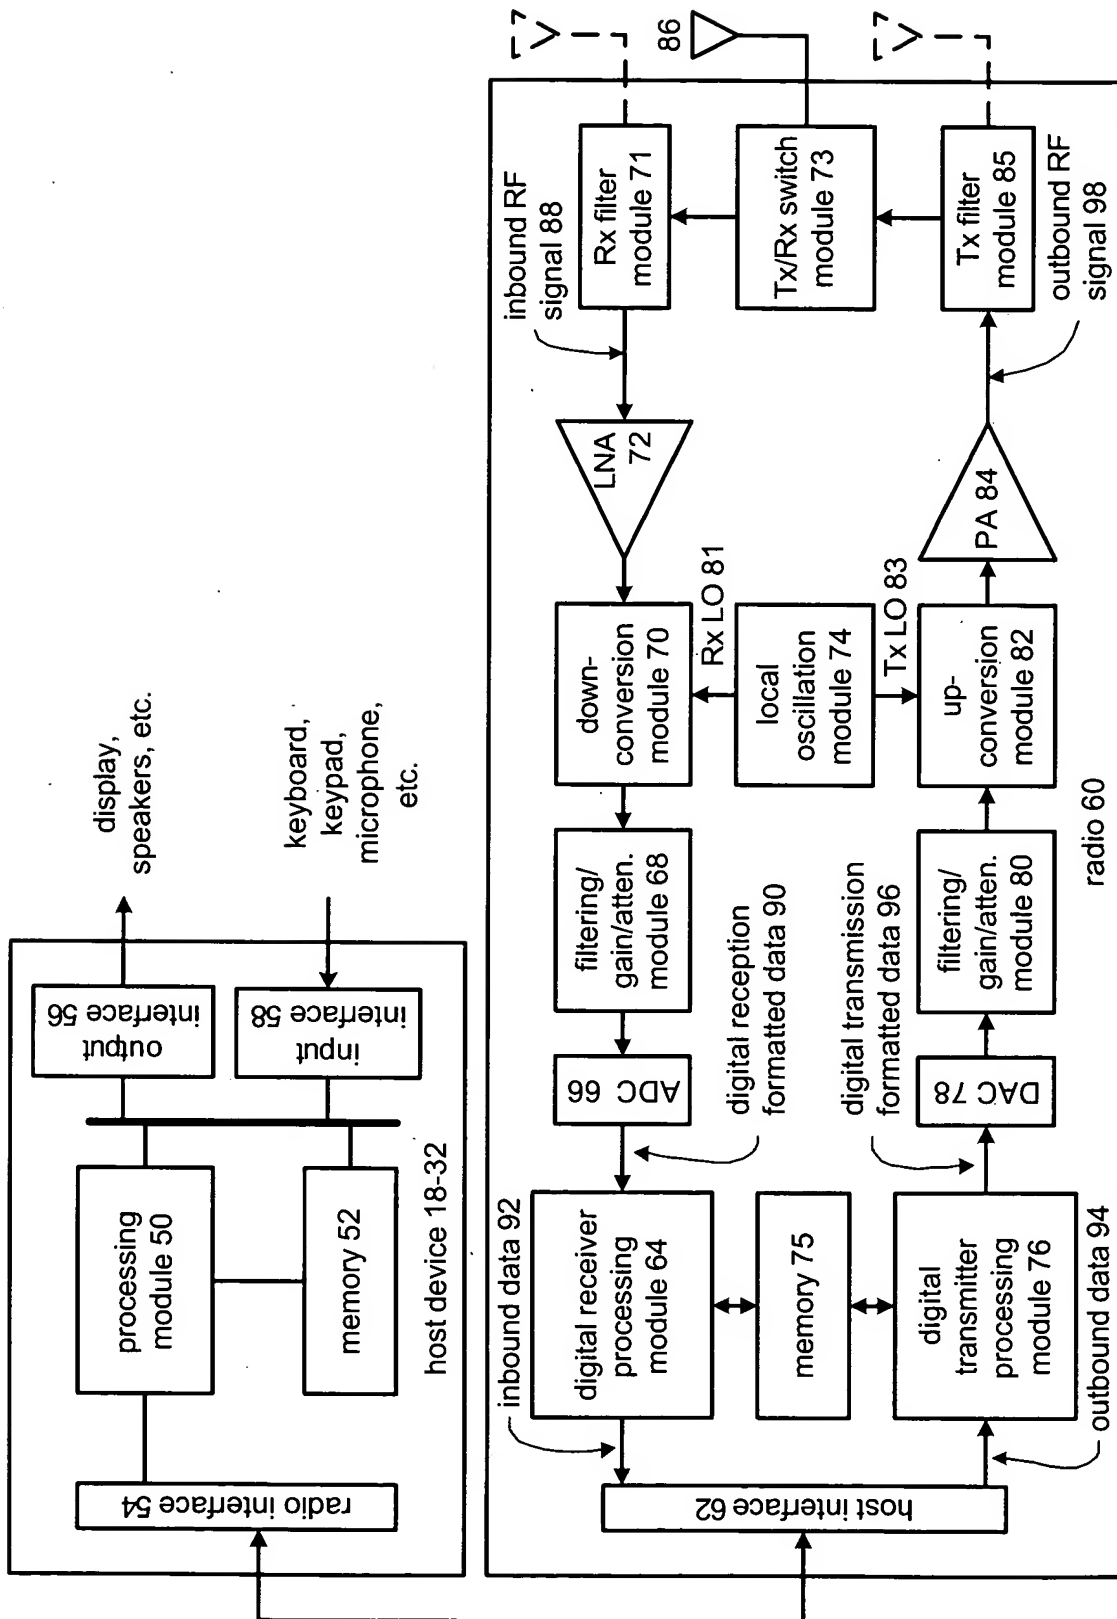 display,
speakers, etc.
keyboard,
keypad,
microphone,
etc.
output
interface 56
input
interface 58
processing
module 50
memory 52
radio interface 54
host device 18-32
86
Rx filter
module 71
Tx/Rx switch
module 73
Tx filter
module 85
inbound RF
signal 88
outbound RF
signal 98
LNA
72
PA 84
down-
conversion
module 70
Rx LO 81
local
oscillation
module 74
Tx LO 83
up-
conversion
module 82
filtering/
gain/atten.
module 68
filtering/
gain/atten.
module 80
radio 60
ADC 66
digital reception
formatted data 90
digital transmission
formatted data 96
DAC 78
inbound data 92
digital receiver
processing
module 64
memory 75
digital
transmitter
processing
module 76
outbound data 94
host interface 62